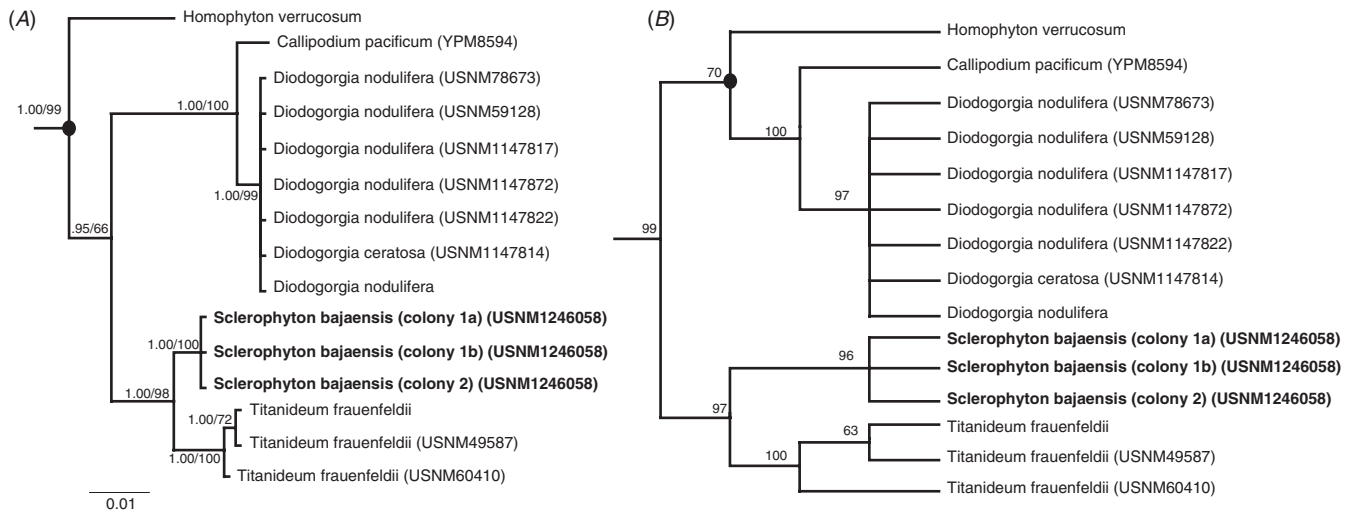 (A)
Homophyton verrucosum
Callipodium pacificum (YPM8594)
Diodogorgia nodulifera (USNM78673)
1.00/99
1.00/100
Diodogorgia nodulifera (USNM59128)
Diodogorgia nodulifera (USNM1147817)
Diodogorgia nodulifera (USNM1147872)
1.00/99
Diodogorgia nodulifera (USNM1147822)
.95/66
Diodogorgia ceratosa (USNM1147814)
Diodogorgia nodulifera
Sclerophyton bajaensis (colony 1a) (USNM1246058)
1.00/100
Sclerophyton bajaensis (colony 1b) (USNM1246058)
Sclerophyton bajaensis (colony 2) (USNM1246058)
1.00/98
Titanideum frauenfeldii
1.00/72
Titanideum frauenfeldii (USNM49587)
1.00/100
Titanideum frauenfeldii (USNM60410)
0.01
(B)
Homophyton verrucosum
70
Callipodium pacificum (YPM8594)
Diodogorgia nodulifera (USNM78673)
100
Diodogorgia nodulifera (USNM59128)
Diodogorgia nodulifera (USNM1147817)
97
Diodogorgia nodulifera (USNM1147872)
99
Diodogorgia nodulifera (USNM1147822)
Diodogorgia ceratosa (USNM1147814)
Diodogorgia nodulifera
Sclerophyton bajaensis (colony 1a) (USNM1246058)
96
Sclerophyton bajaensis (colony 1b) (USNM1246058)
Sclerophyton bajaensis (colony 2) (USNM1246058)
97
Titanideum frauenfeldii
63
Titanideum frauenfeldii (USNM49587)
100
Titanideum frauenfeldii (USNM60410)